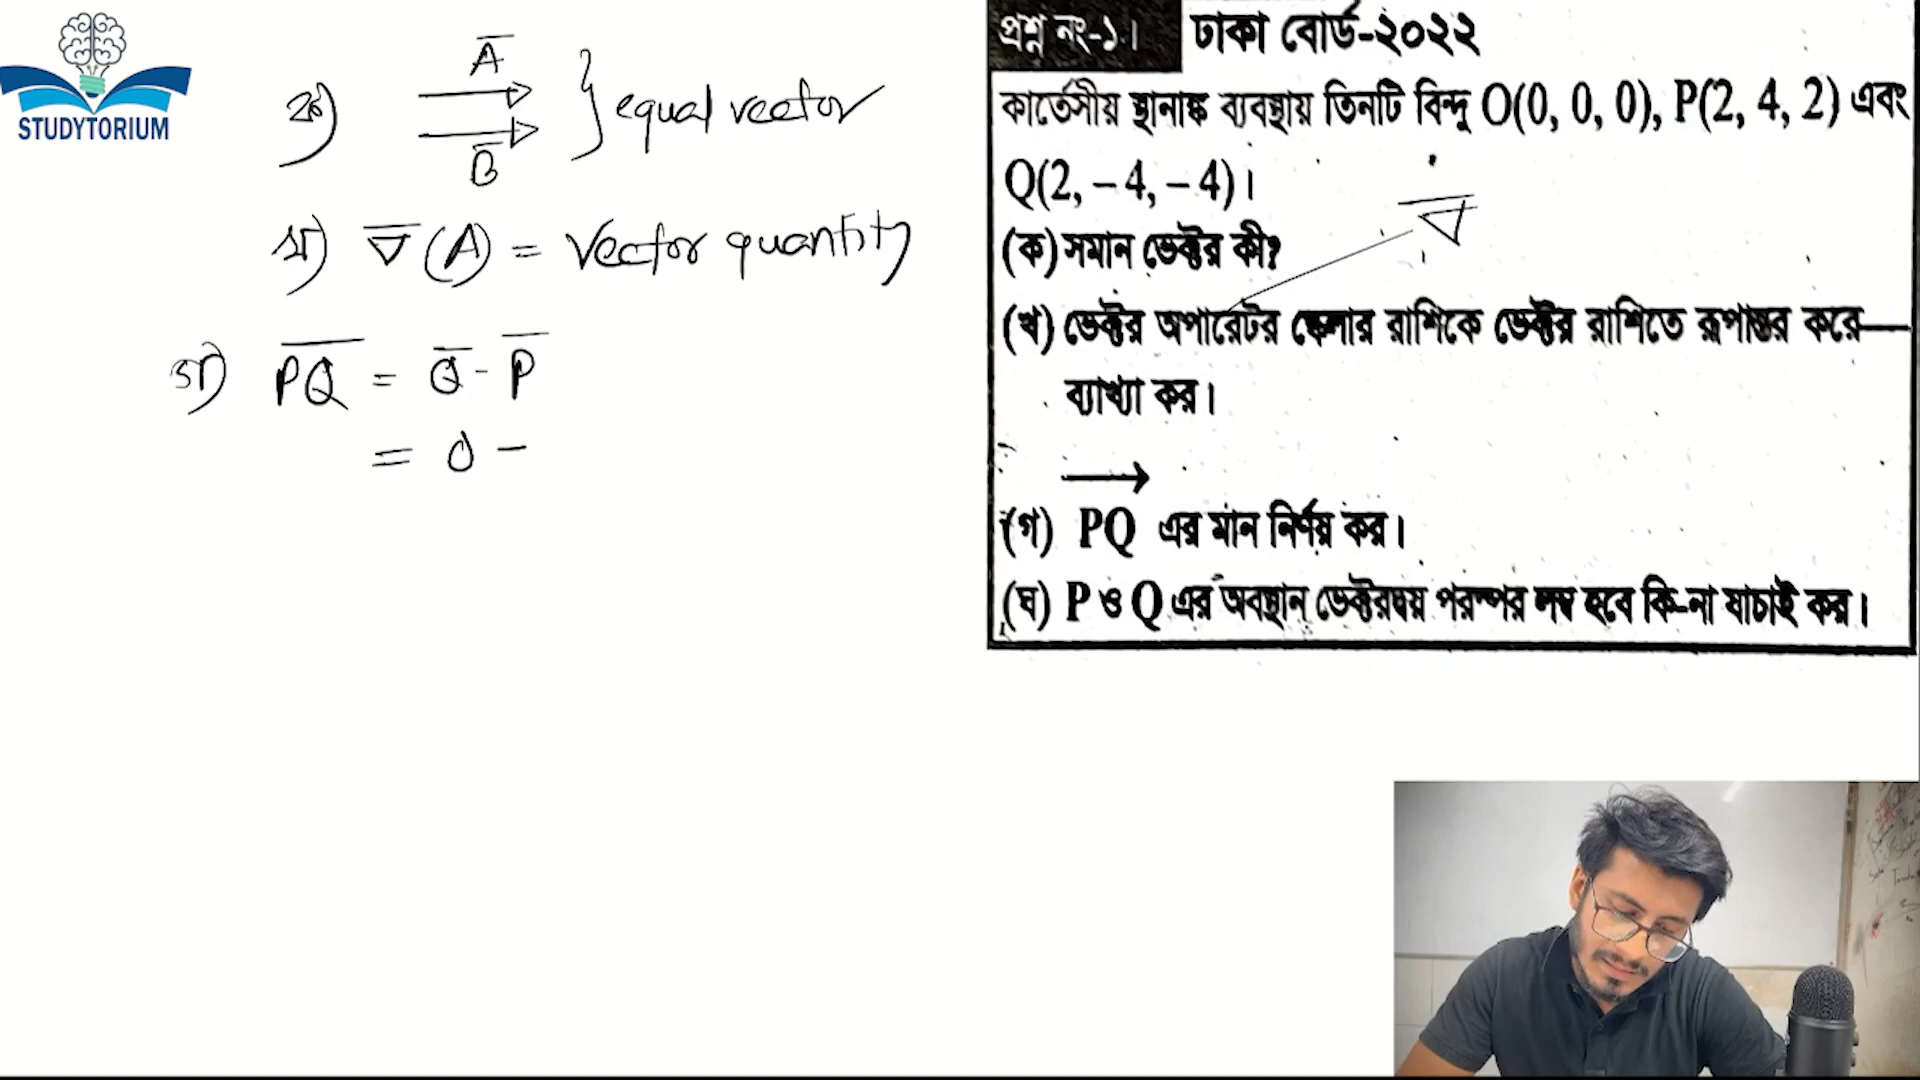 STUDYTORIUM
ক) A B } equal vector
খ) ∇ (A) = Vector quantity
গ) PQ = Q - P
= 0 -
প্রশ্ন নং-১। ঢাকা বোর্ড-২০২২
কার্তেসীয় স্থানাঙ্ক ব্যবস্থায় তিনটি বিন্দু O(0, 0, 0), P(2, 4, 2) এবং
Q(2, – 4, – 4)।
∇
(ক) সমান ভেক্টর কী?
(খ) ভেক্টর অপারেটর স্কেলার রাশিকে ভেক্টর রাশিতে রূপান্তর করে—
ব্যাখ্যা কর।
(গ) PQ এর মান নির্ণয় কর।
(ঘ) P ও Q এর অবস্থান ভেক্টরদ্বয় পরস্পর লম্ব হবে কি-না যাচাই কর।